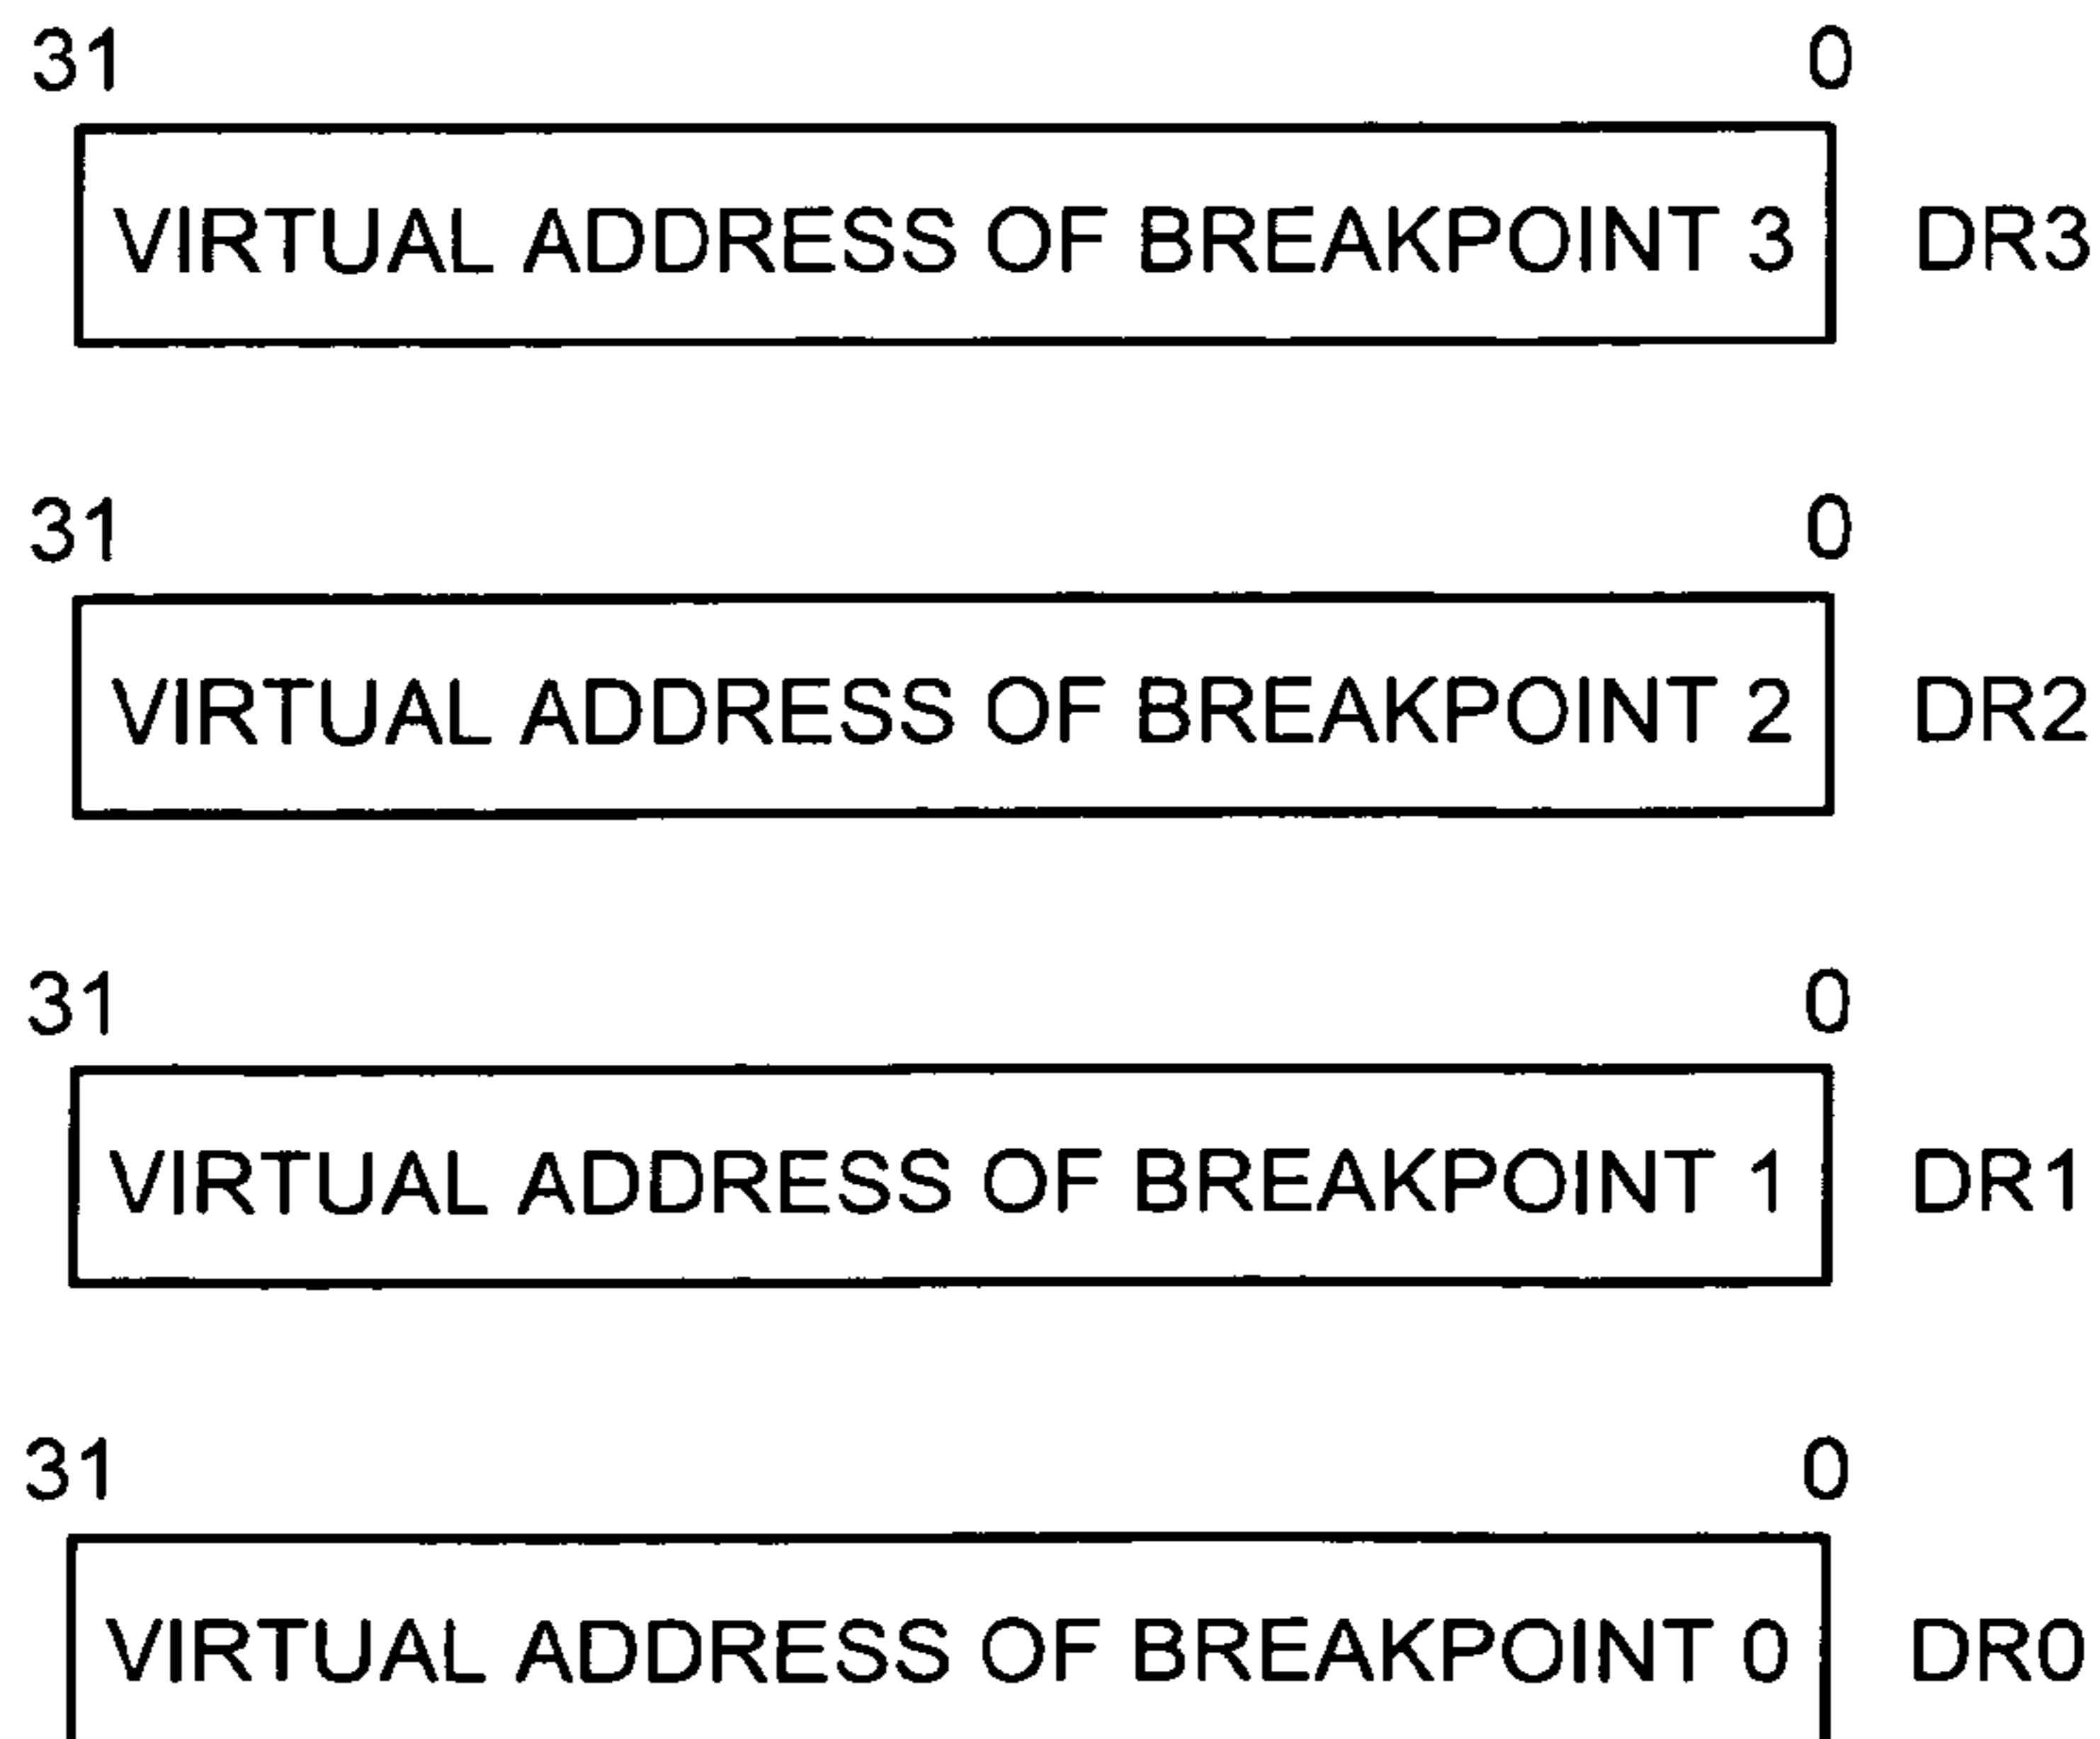 31 0
VIRTUAL ADDRESS OF BREAKPOINT 3 DR3
31 0
VIRTUAL ADDRESS OF BREAKPOINT 2 DR2
31 0
VIRTUAL ADDRESS OF BREAKPOINT 1 DR1
31 0
VIRTUAL ADDRESS OF BREAKPOINT 0 DR0